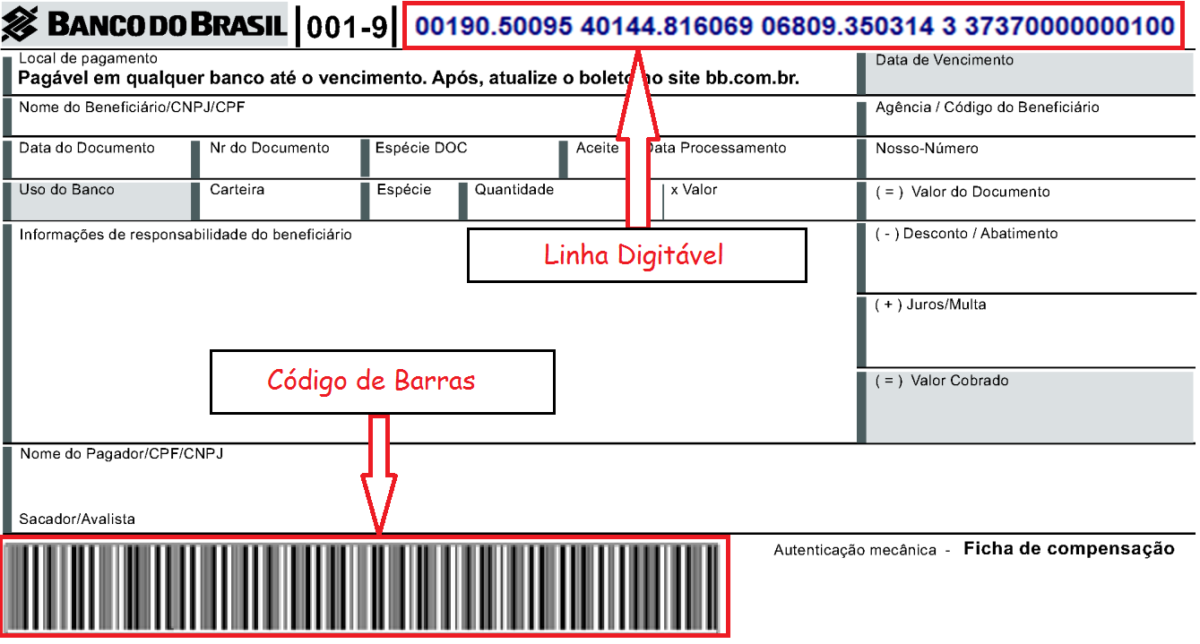 BANCO DO BRASIL 001-9 00190.50095 40144.816069 06809.350314 3 37370000000100
Local de pagamento
Pagável em qualquer banco até o vencimento. Após, atualize o boleto no site bb.com.br.
Data de Vencimento
Nome do Beneficiário/CNPJ/CPF
Agência / Código do Beneficiário
Data do Documento
Nr do Documento
Espécie DOC
Aceite
Data Processamento
Nosso-Número
Uso do Banco
Carteira
Espécie
Quantidade
x Valor
( = ) Valor do Documento
Informações de responsabilidade do beneficiário
( - ) Desconto / Abatimento
Linha Digitável
( + ) Juros/Multa
Código de Barras
( = ) Valor Cobrado
Nome do Pagador/CPF/CNPJ
Sacador/Avalista
Autenticação mecânica - Ficha de compensação